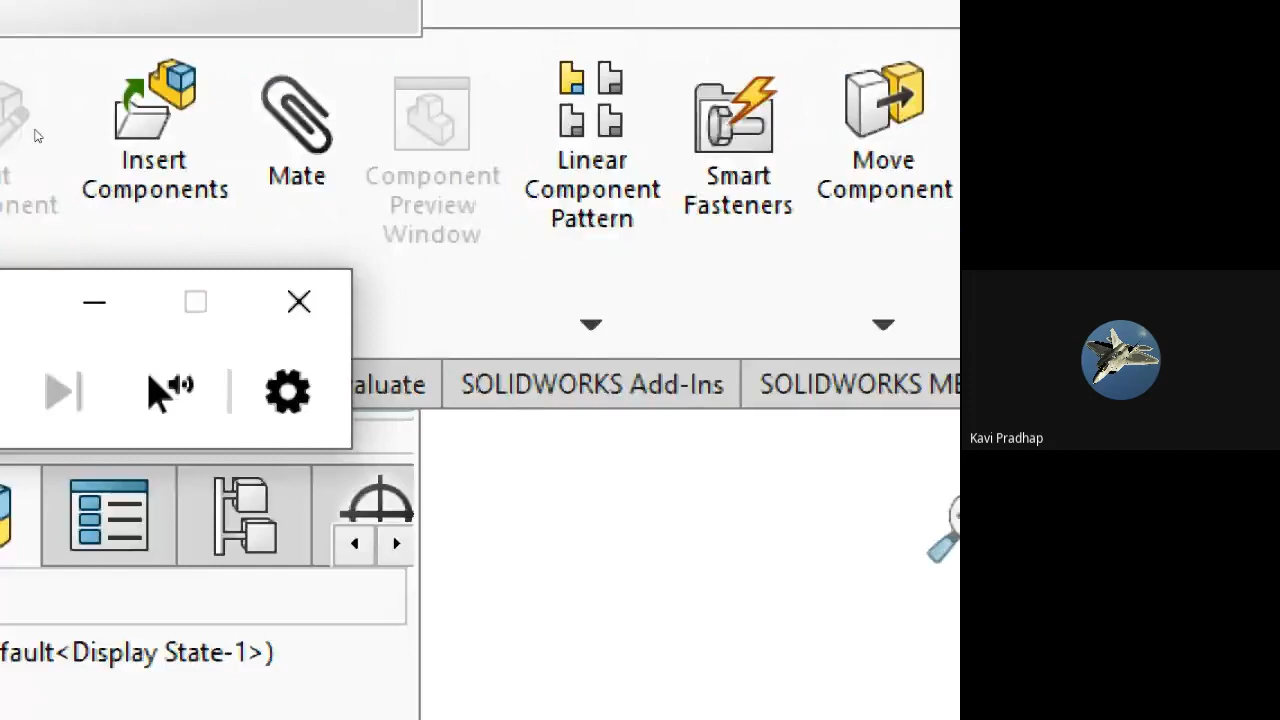 Insert
Components
Mate
Component
Preview
Window
Linear
Component
Pattern
Smart
Fasteners
Move
Component
aluate
SOLIDWORKS Add-Ins
SOLIDWORKS M
fault<Display State-1>)
Kavi Pradhap